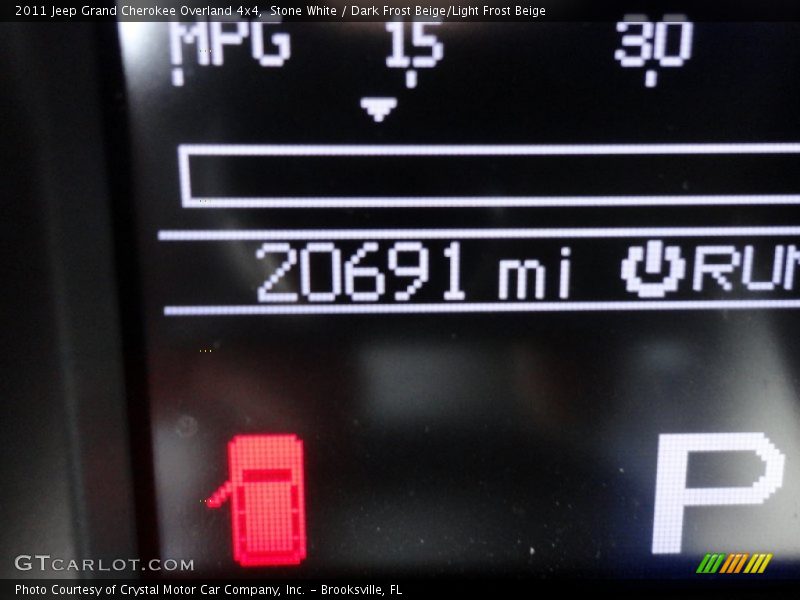 2011 Jeep Grand Cherokee Overland 4x4, Stone White / Dark Frost Beige/Light Frost Beige
MPG 15 30
20691 mi RUN
P
GTCARLOT.COM
Photo Courtesy of Crystal Motor Car Company, Inc. - Brooksville, FL